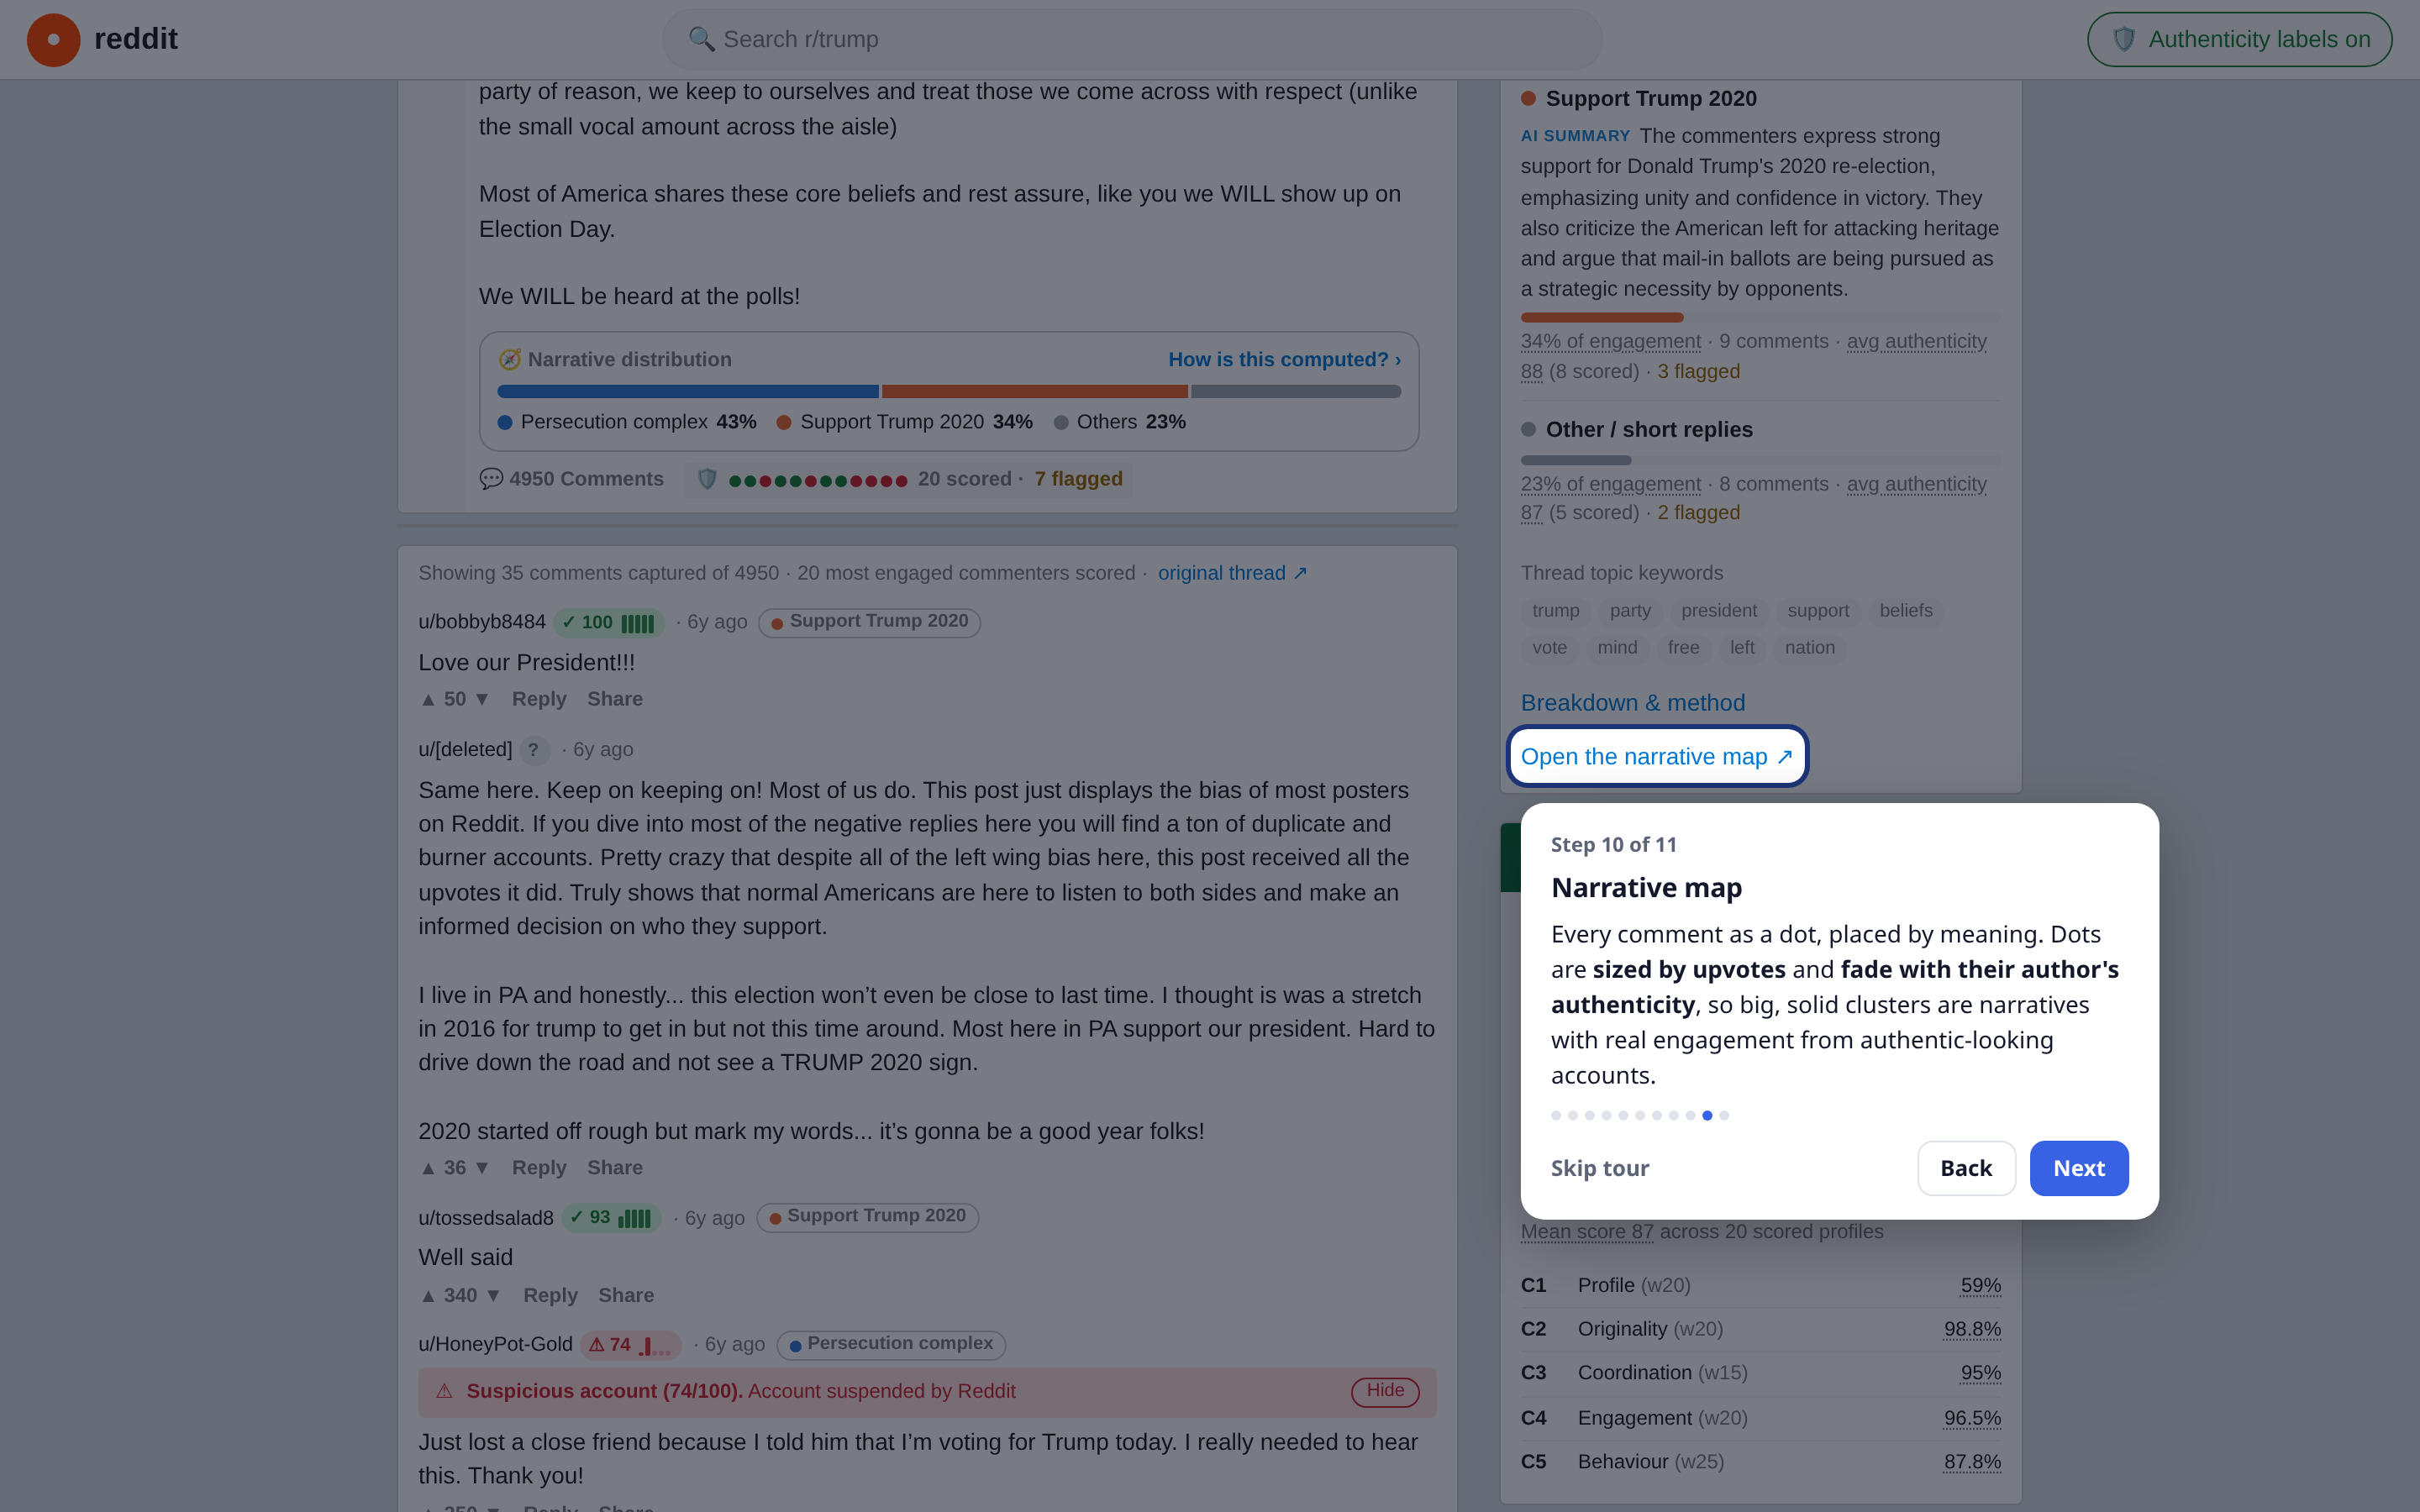 reddit
🔍 Search r/trump
🛡️ Authenticity labels on
party of reason, we keep to ourselves and treat those we come across with respect (unlike
the small vocal amount across the aisle)
Most of America shares these core beliefs and rest assure, like you we WILL show up on
Election Day.
We WILL be heard at the polls!
🧭 Narrative distribution
How is this computed? ›
Persecution complex 43% Support Trump 2020 34% Others 23%
💬 4950 Comments 🛡️ 20 scored · 7 flagged
Showing 35 comments captured of 4950 · 20 most engaged commenters scored · original thread ↗
u/bobbyb8484 ✓ 100 · 6y ago Support Trump 2020
Love our President!!!
▲ 50 ▼ Reply Share
u/[deleted] ? · 6y ago
Same here. Keep on keeping on! Most of us do. This post just displays the bias of most posters
on Reddit. If you dive into most of the negative replies here you will find a ton of duplicate and
burner accounts. Pretty crazy that despite all of the left wing bias here, this post received all the
upvotes it did. Truly shows that normal Americans are here to listen to both sides and make an
informed decision on who they support.
I live in PA and honestly... this election won’t even be close to last time. I thought is was a stretch
in 2016 for trump to get in but not this time around. Most here in PA support our president. Hard to
drive down the road and not see a TRUMP 2020 sign.
2020 started off rough but mark my words... it’s gonna be a good year folks!
▲ 36 ▼ Reply Share
u/tossedsalad8 ✓ 93 · 6y ago Support Trump 2020
Well said
▲ 340 ▼ Reply Share
u/HoneyPot-Gold ⚠ 74 · 6y ago Persecution complex
⚠ Suspicious account (74/100). Account suspended by Reddit Hide
Just lost a close friend because I told him that I’m voting for Trump today. I really needed to hear
this. Thank you!
▲ 350 ▼ Reply Share
Support Trump 2020
AI SUMMARY The commenters express strong
support for Donald Trump's 2020 re-election,
emphasizing unity and confidence in victory. They
also criticize the American left for attacking heritage
and argue that mail-in ballots are being pursued as
a strategic necessity by opponents.
34% of engagement · 9 comments · avg authenticity
88 (8 scored) · 3 flagged
Other / short replies
23% of engagement · 8 comments · avg authenticity
87 (5 scored) · 2 flagged
Thread topic keywords
trump party president support beliefs
vote mind free left nation
Breakdown & method
Open the narrative map ↗
Step 10 of 11
Narrative map
Every comment as a dot, placed by meaning. Dots
are sized by upvotes and fade with their author's
authenticity, so big, solid clusters are narratives
with real engagement from authentic-looking
accounts.
Skip tour Back Next
Mean score 87 across 20 scored profiles
C1 Profile (w20) 59%
C2 Originality (w20) 98.8%
C3 Coordination (w15) 95%
C4 Engagement (w20) 96.5%
C5 Behaviour (w25) 87.8%